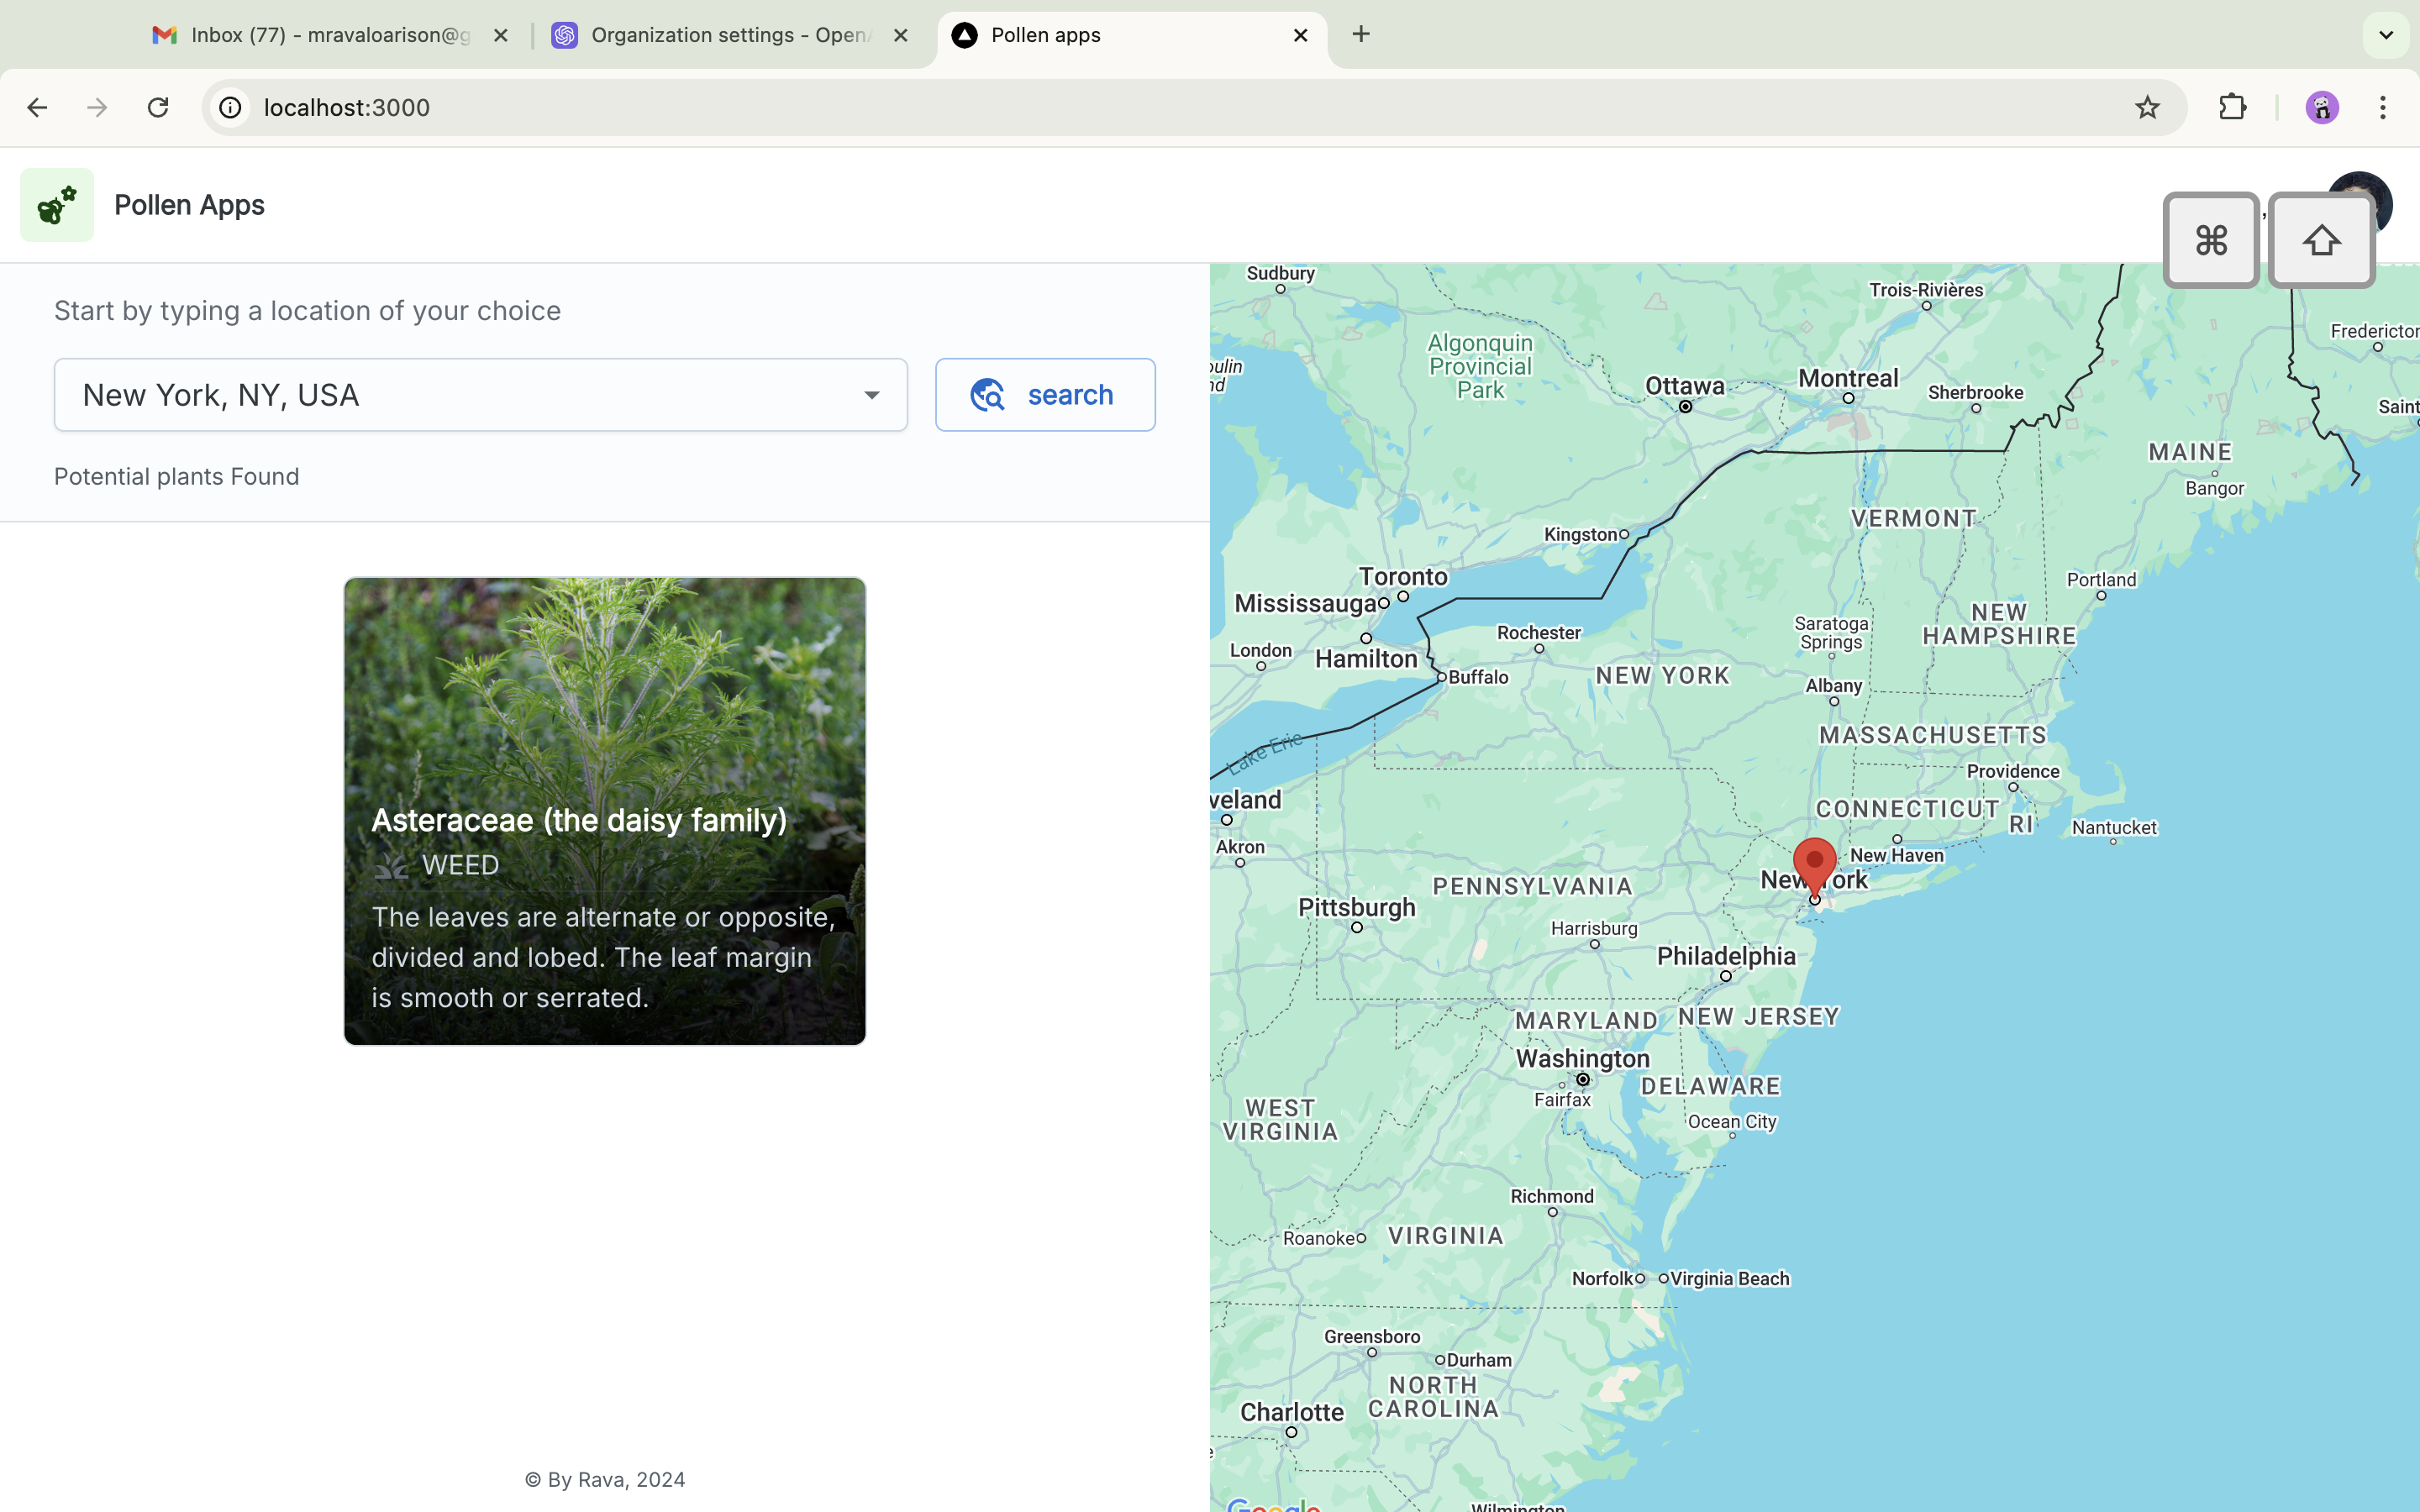 Inbox (77) - mravaloarison@g
Organization settings - Open
Pollen apps
localhost:3000
Pollen Apps
Start by typing a location of your choice
New York, NY, USA
search
Potential plants Found
Asteraceae (the daisy family)
WEED
The leaves are alternate or opposite,
divided and lobed. The leaf margin
is smooth or serrated.
© By Rava, 2024
⌘
Sudbury
Trois-Rivières
Algonquin
Provincial
Park
Ottawa
Montreal
Sherbrooke
MAINE
Bangor
VERMONT
Kingston
Toronto
Mississauga
Portland
NEW
HAMPSHIRE
Saratoga
Springs
Rochester
London
Hamilton
Buffalo
NEW YORK
Albany
MASSACHUSETTS
Lake Erie
Providence
veland
CONNECTICUT
RI
Nantucket
Akron
New Haven
New York
PENNSYLVANIA
Pittsburgh
Harrisburg
Philadelphia
MARYLAND
NEW JERSEY
Washington
DELAWARE
Fairfax
WEST
VIRGINIA
Ocean City
Richmond
Roanoke
VIRGINIA
Norfolk
Virginia Beach
Greensboro
Durham
NORTH
CAROLINA
Charlotte
Google
Wilmington